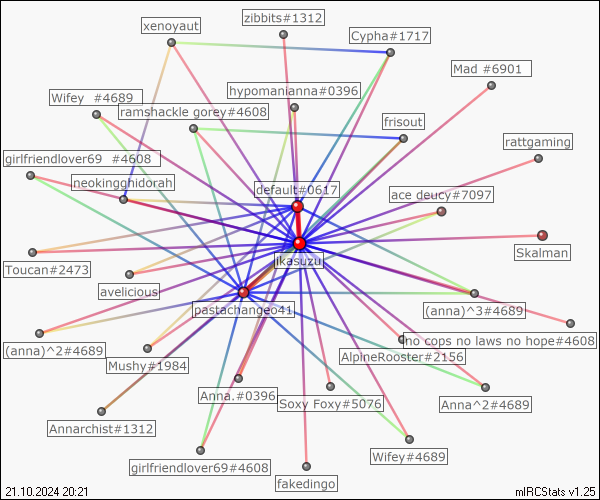 zibbits#1312
xenoyaut
Cypha#1717
Mad #6901
hypomanianna#0396
Wifey  #4689
ramshackle gorey#4608
frisout
rattgaming
girlfriendlover69  #4608
neokingghidorah
default#0617
ace deucy#7097
Skalman
ikasuzu
Toucan#2473
avelicious
pastachangeo41
(anna)^3#4689
no cops no laws no hope#4608
(anna)^2#4689
Mushy#1984
AlpineRooster#2156
Anna.#0396
Soxy Foxy#5076
Anna^2#4689
Annarchist#1312
girlfriendlover69#4608
Wifey#4689
fakedingo
21.10.2024 20:21
mIRCStats v1.25